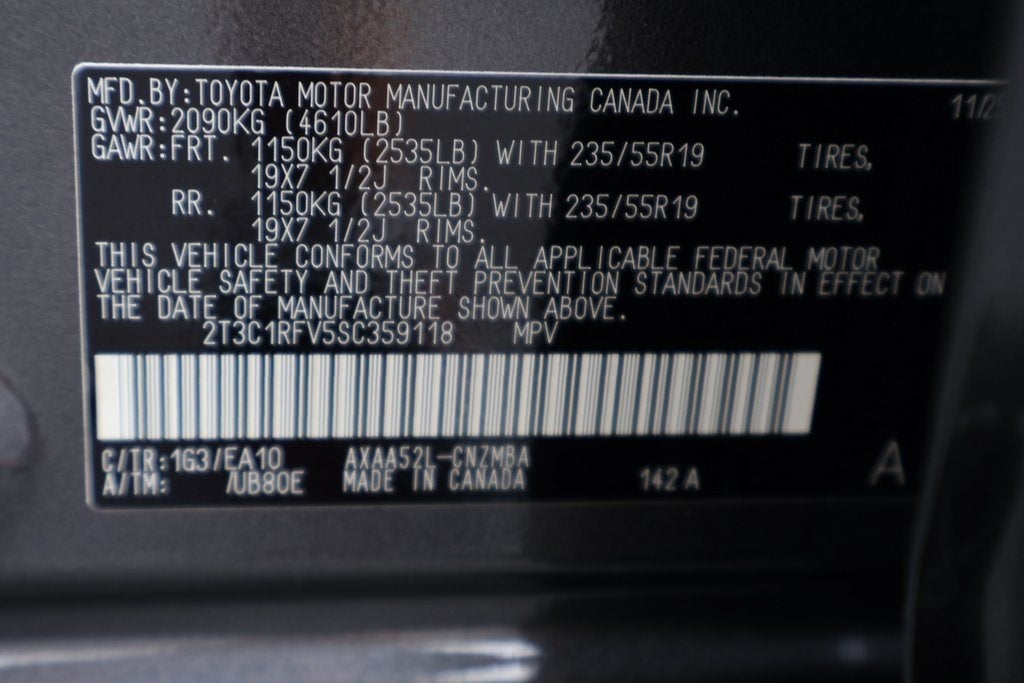 MFD.BY:TOYOTA MOTOR MANUFACTURING CANADA INC. 11/2
GVWR:2090KG (4610LB)
GAWR:FRT. 1150KG (2535LB) WITH 235/55R19 TIRES,
19X7 1/2J RIMS.
RR. 1150KG (2535LB) WITH 235/55R19 TIRES,
19X7 1/2J RIMS.
THIS VEHICLE CONFORMS TO ALL APPLICABLE FEDERAL MOTOR
VEHICLE SAFETY AND THEFT PREVENTION STANDARDS IN EFFECT ON
THE DATE OF MANUFACTURE SHOWN ABOVE.
2T3C1RFV5SC359118 MPV
C/TR:1G3/EA10 AXAA52L-CNZMBA
A/TM: /UB80E MADE IN CANADA 142A A